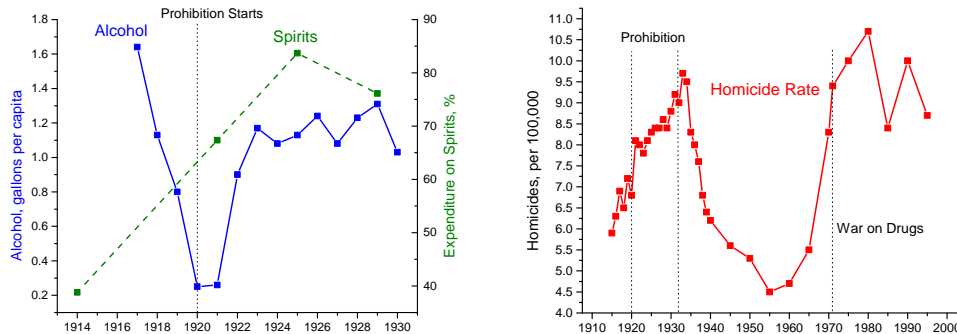 Prohibition Starts
Alcohol
Spirits
Alcohol, gallons per capita
1.8
1.6
1.4
1.2
1.0
0.8
0.6
0.4
0.2
90
80
70
60
50
40
Expenditure on Spirits, %
1914 1916 1918 1920 1922 1924 1926 1928 1930
Prohibition
Homicide Rate
War on Drugs
Homicides, per 100,000
11.0
10.5
10.0
9.5
9.0
8.5
8.0
7.5
7.0
6.5
6.0
5.5
5.0
4.5
4.0
1910 1920 1930 1940 1950 1960 1970 1980 1990 2000